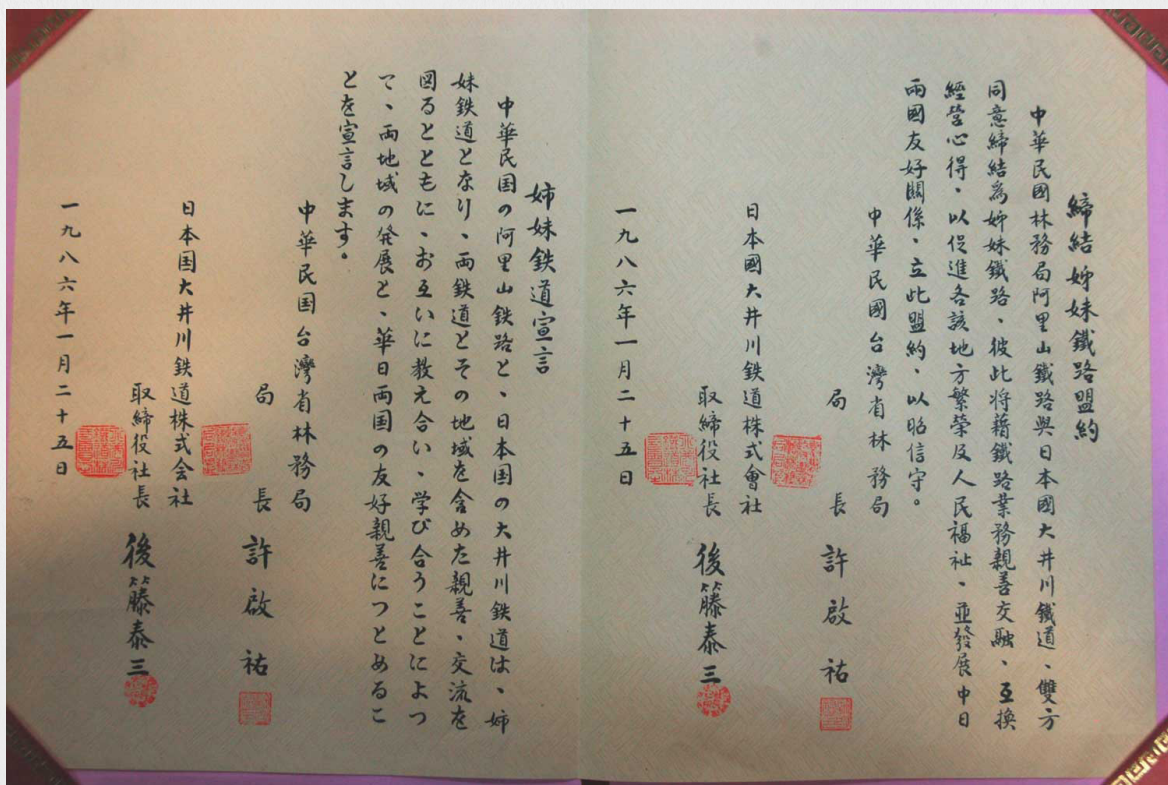 締結姉妹鐵路盟約
中華民國林務局阿里山鐵路與日本國大井川鐵道、雙方
同意締結為姉妹鐵路、彼此將藉鐵路業務親善交融、互換
經營心得、以促進各該地方繁榮及人民福祉、並發展中日
兩國友好關係、立此盟約、以昭信守。
中華民國台灣省林務局
局長 許啟祐
日本國大井川鉄道株式會社
取締役社長 後籐泰三
一九八六年一月二十五日
姉妹鉄道宣言
中華民国の阿里山鉄路と、日本国の大井川鉄道は、姉
妹鉄道となり、両鉄道とその地域を含めた親善、交流を
図るとともに、お互いに教え合い、学び合うことによっ
て、両地域の発展と、華日両国の友好親善につとめるこ
とを宣言します。
中華民国台湾省林務局
局長 許啟祐
日本国大井川鉄道株式会社
取締役社長 後籐泰三
一九八六年一月二十五日